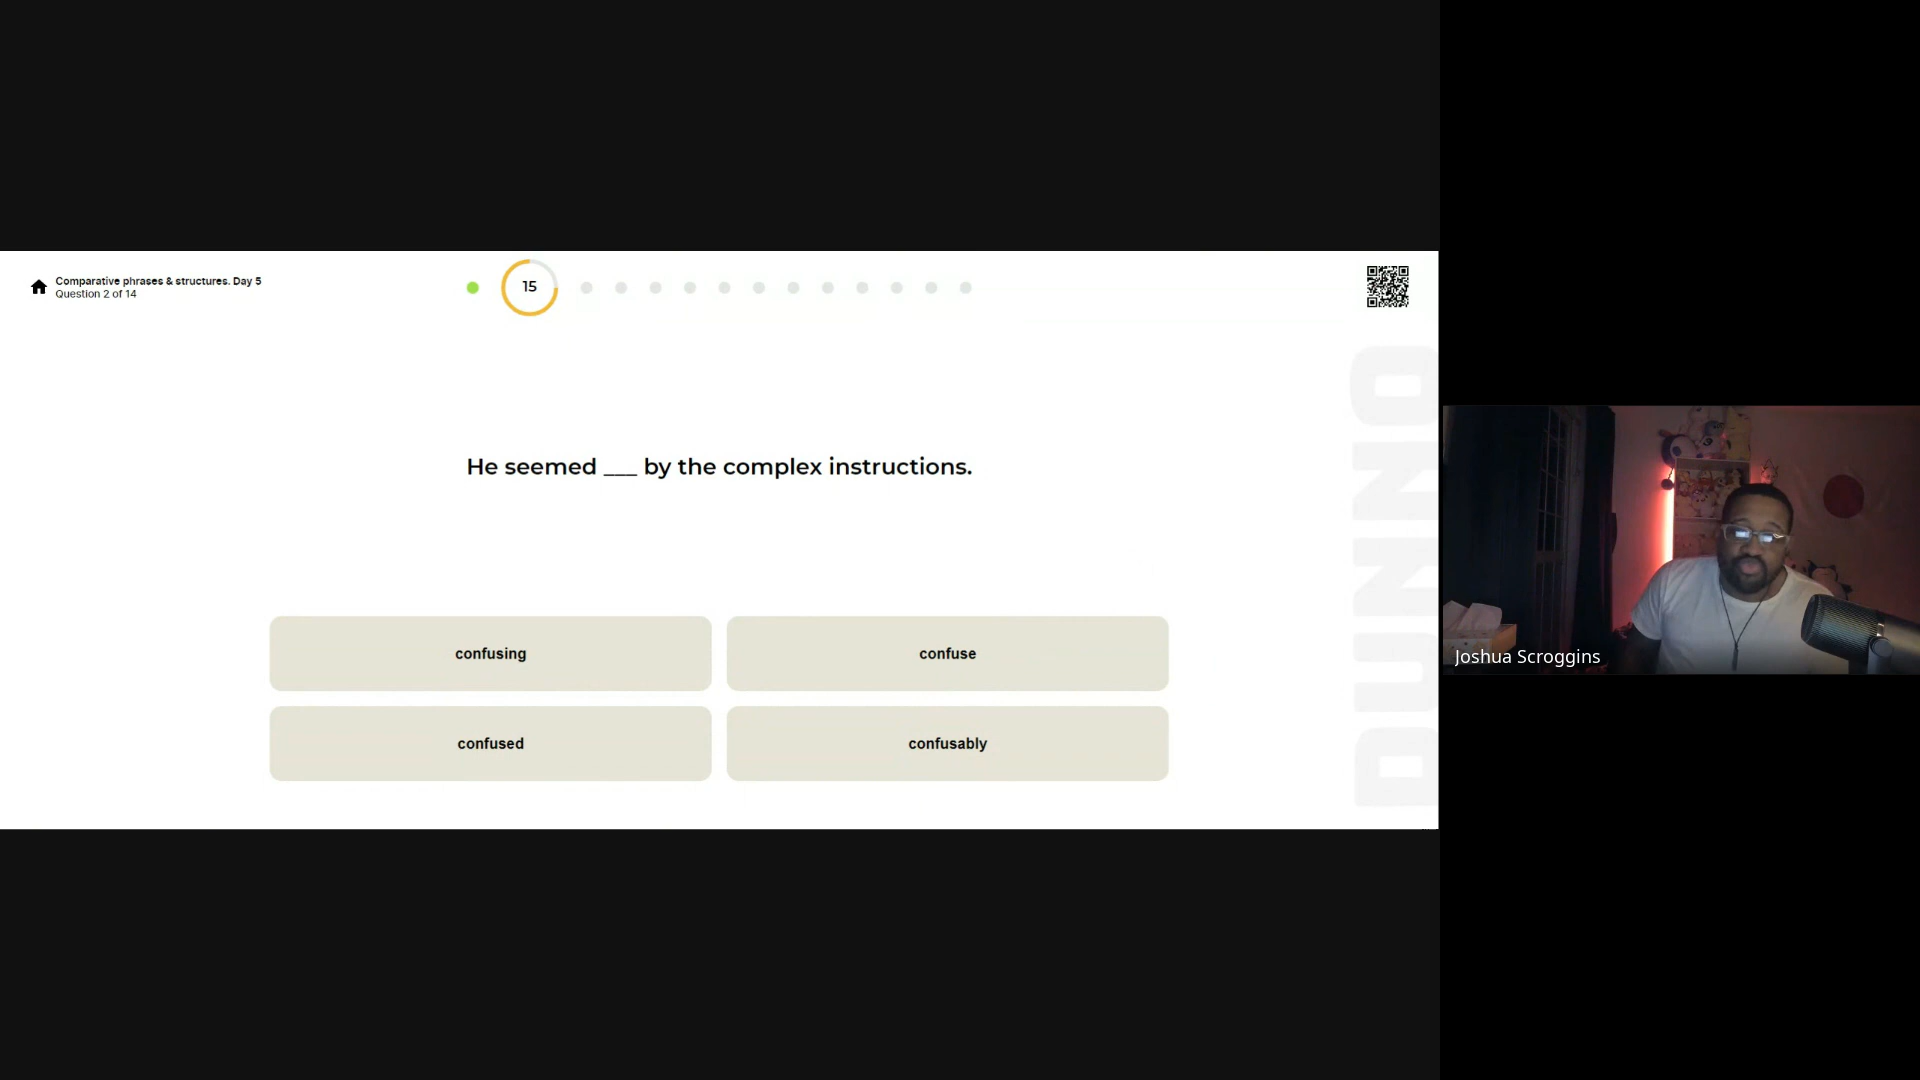 Comparative phrases & structures. Day 5
Question 2 of 14
15
He seemed ___ by the complex instructions.
confusing
confuse
confused
confusably
DUNNO
Joshua Scroggins